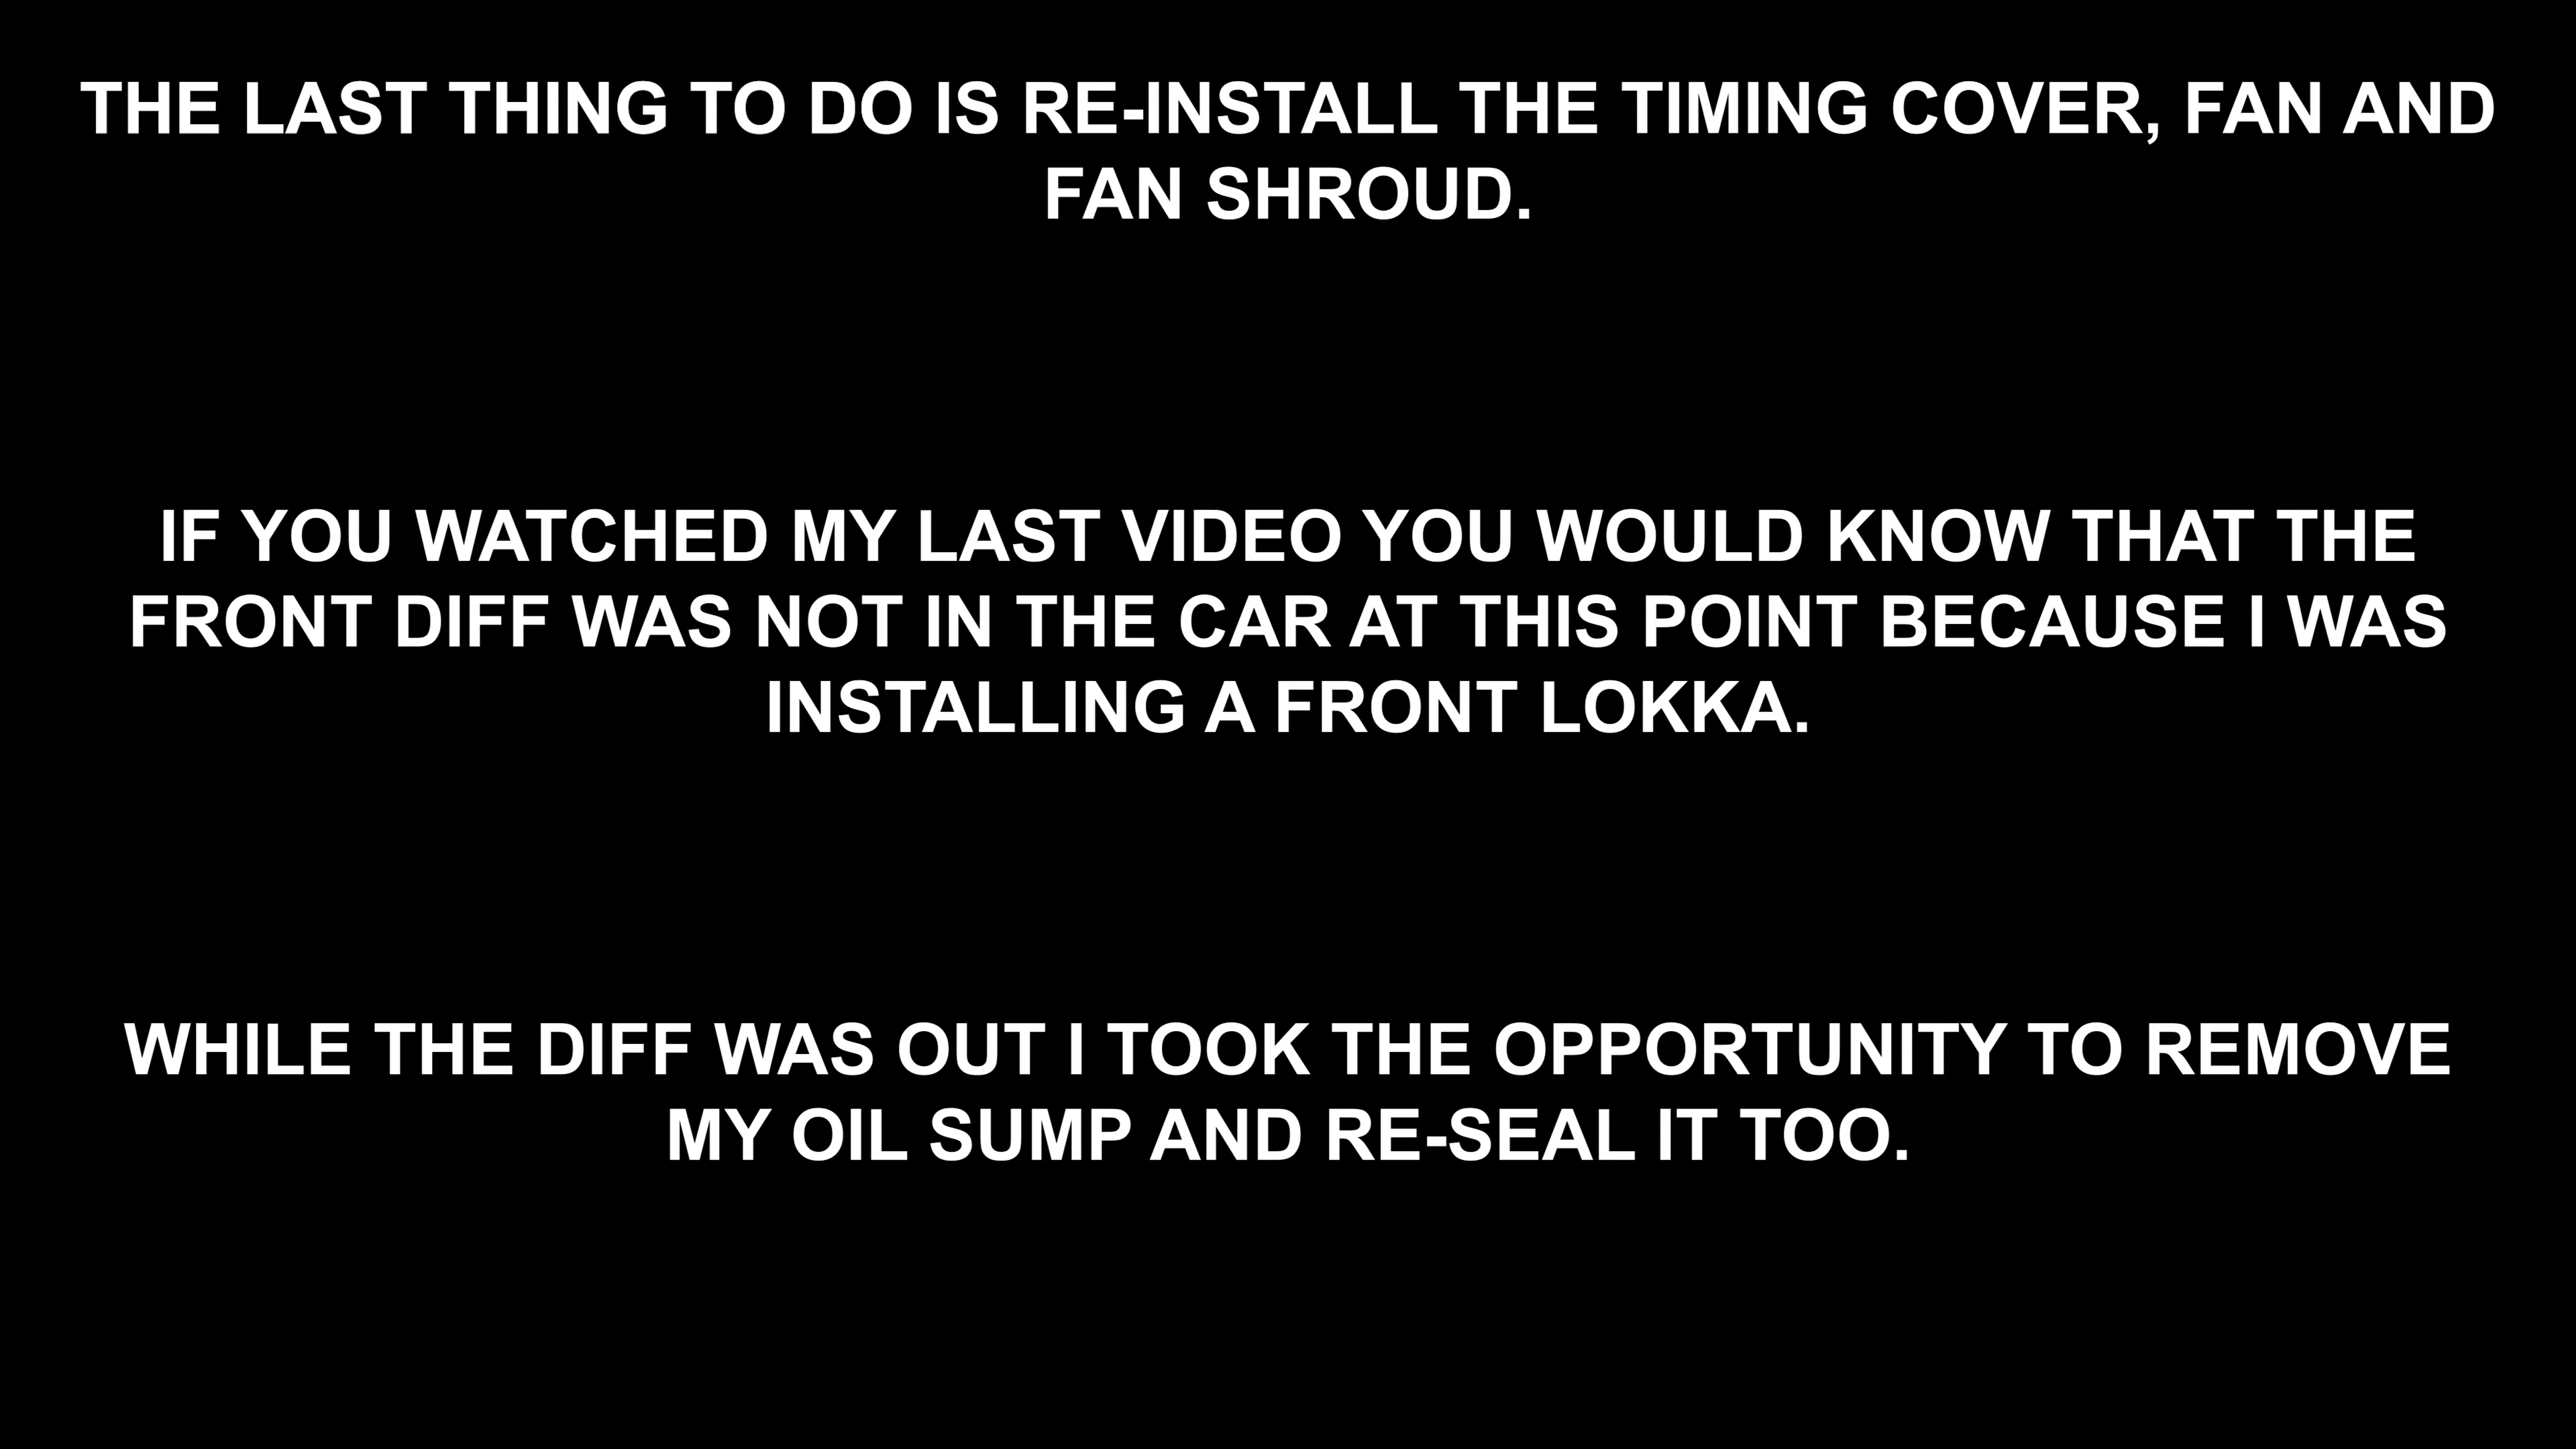 THE LAST THING TO DO IS RE-INSTALL THE TIMING COVER, FAN AND
FAN SHROUD.
IF YOU WATCHED MY LAST VIDEO YOU WOULD KNOW THAT THE
FRONT DIFF WAS NOT IN THE CAR AT THIS POINT BECAUSE I WAS
INSTALLING A FRONT LOKKA.
WHILE THE DIFF WAS OUT I TOOK THE OPPORTUNITY TO REMOVE
MY OIL SUMP AND RE-SEAL IT TOO.